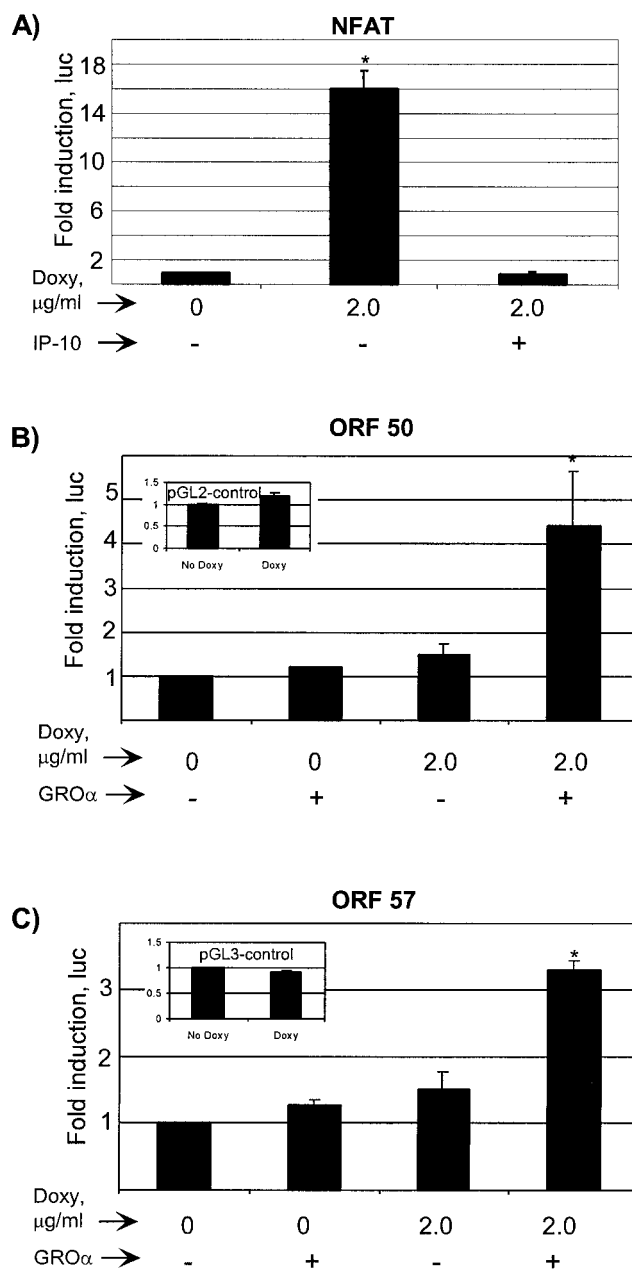 A)
NFAT
Fold induction, luc
18
*
14
10
6
2
Doxy,
μg/ml → 0 2.0 2.0
IP-10 → - - +
B)
ORF 50
Fold induction, luc
5
4
3
2
1
*
1.5
1
0.5
0
pGL2-control
No Doxy Doxy
Doxy,
μg/ml → 0 0 2.0 2.0
GROα → - + - +
C)
ORF 57
Fold induction, luc
3
2
1
*
1.5
1
0.5
0
pGL3-control
No Doxy Doxy
Doxy,
μg/ml → 0 0 2.0 2.0
GROα → - + - +